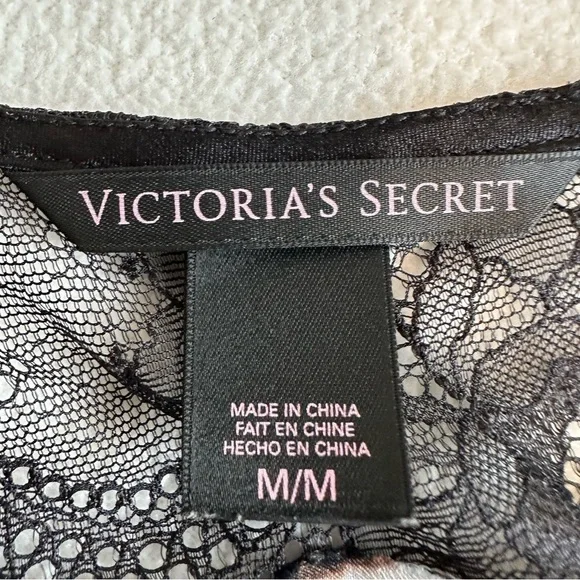 VICTORIA'S SECRET
MADE IN CHINA
FAIT EN CHINE
HECHO EN CHINA
M/M